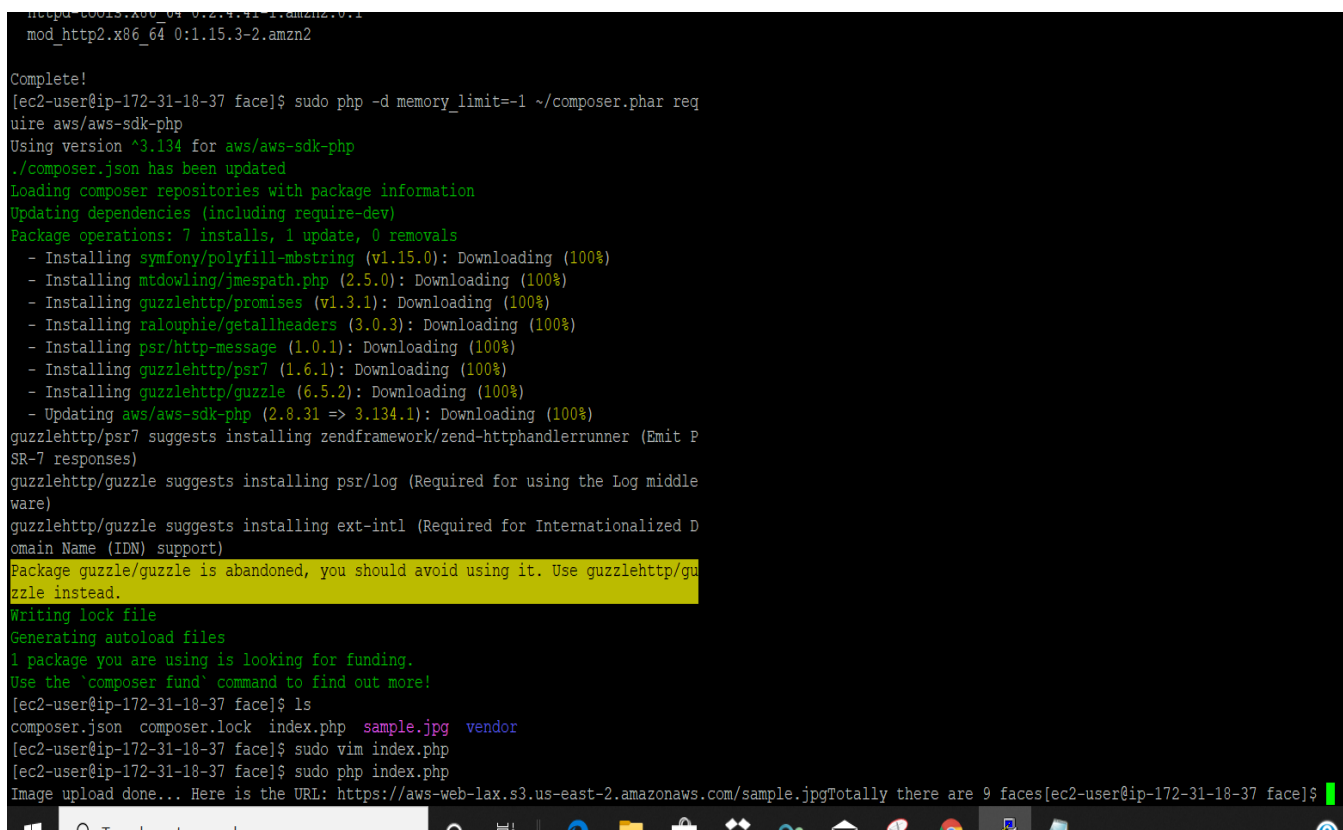 httpd-tools.x86_64 0:2.4.41-1.amzn2.0.1
mod_http2.x86_64 0:1.15.3-2.amzn2
Complete!
[ec2-user@ip-172-31-18-37 face]$ sudo php -d memory_limit=-1 ~/composer.phar req
uire aws/aws-sdk-php
Using version ^3.134 for aws/aws-sdk-php
./composer.json has been updated
Loading composer repositories with package information
Updating dependencies (including require-dev)
Package operations: 7 installs, 1 update, 0 removals
- Installing symfony/polyfill-mbstring (v1.15.0): Downloading (100%)
- Installing mtdowling/jmespath.php (2.5.0): Downloading (100%)
- Installing guzzlehttp/promises (v1.3.1): Downloading (100%)
- Installing ralouphie/getallheaders (3.0.3): Downloading (100%)
- Installing psr/http-message (1.0.1): Downloading (100%)
- Installing guzzlehttp/psr7 (1.6.1): Downloading (100%)
- Installing guzzlehttp/guzzle (6.5.2): Downloading (100%)
- Updating aws/aws-sdk-php (2.8.31 => 3.134.1): Downloading (100%)
guzzlehttp/psr7 suggests installing zendframework/zend-httphandlerrunner (Emit P
SR-7 responses)
guzzlehttp/guzzle suggests installing psr/log (Required for using the Log middle
ware)
guzzlehttp/guzzle suggests installing ext-intl (Required for Internationalized D
omain Name (IDN) support)
Package guzzle/guzzle is abandoned, you should avoid using it. Use guzzlehttp/gu
zzle instead.
Writing lock file
Generating autoload files
1 package you are using is looking for funding.
Use the `composer fund` command to find out more!
[ec2-user@ip-172-31-18-37 face]$ ls
composer.json composer.lock index.php sample.jpg vendor
[ec2-user@ip-172-31-18-37 face]$ sudo vim index.php
[ec2-user@ip-172-31-18-37 face]$ sudo php index.php
Image upload done... Here is the URL: https://aws-web-lax.s3.us-east-2.amazonaws.com/sample.jpgTotally there are 9 faces[ec2-user@ip-172-31-18-37 face]$